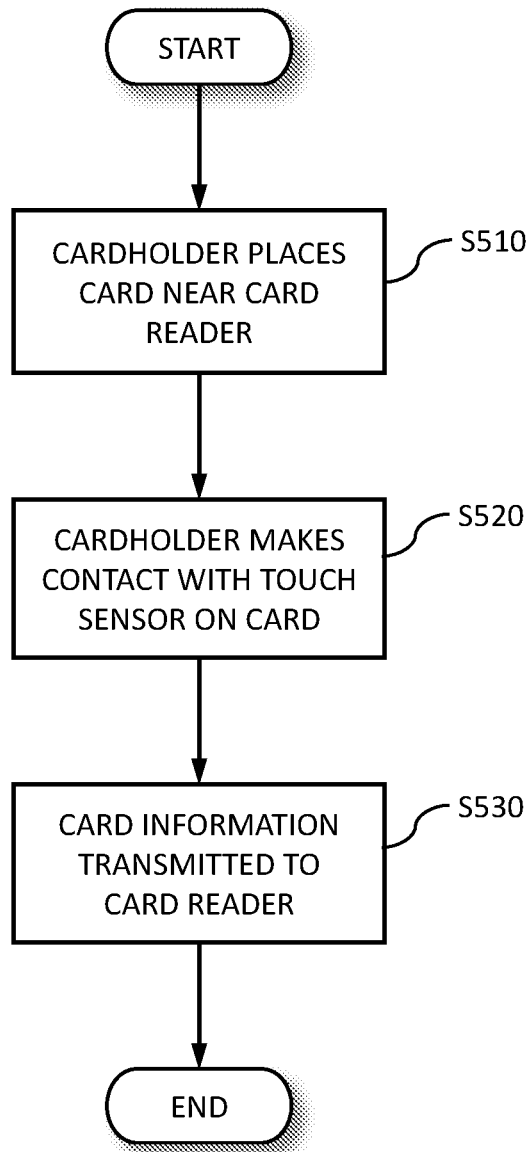 START
CARDHOLDER PLACES
CARD NEAR CARD
READER
S510
CARDHOLDER MAKES
CONTACT WITH TOUCH
SENSOR ON CARD
S520
CARD INFORMATION
TRANSMITTED TO
CARD READER
S530
END